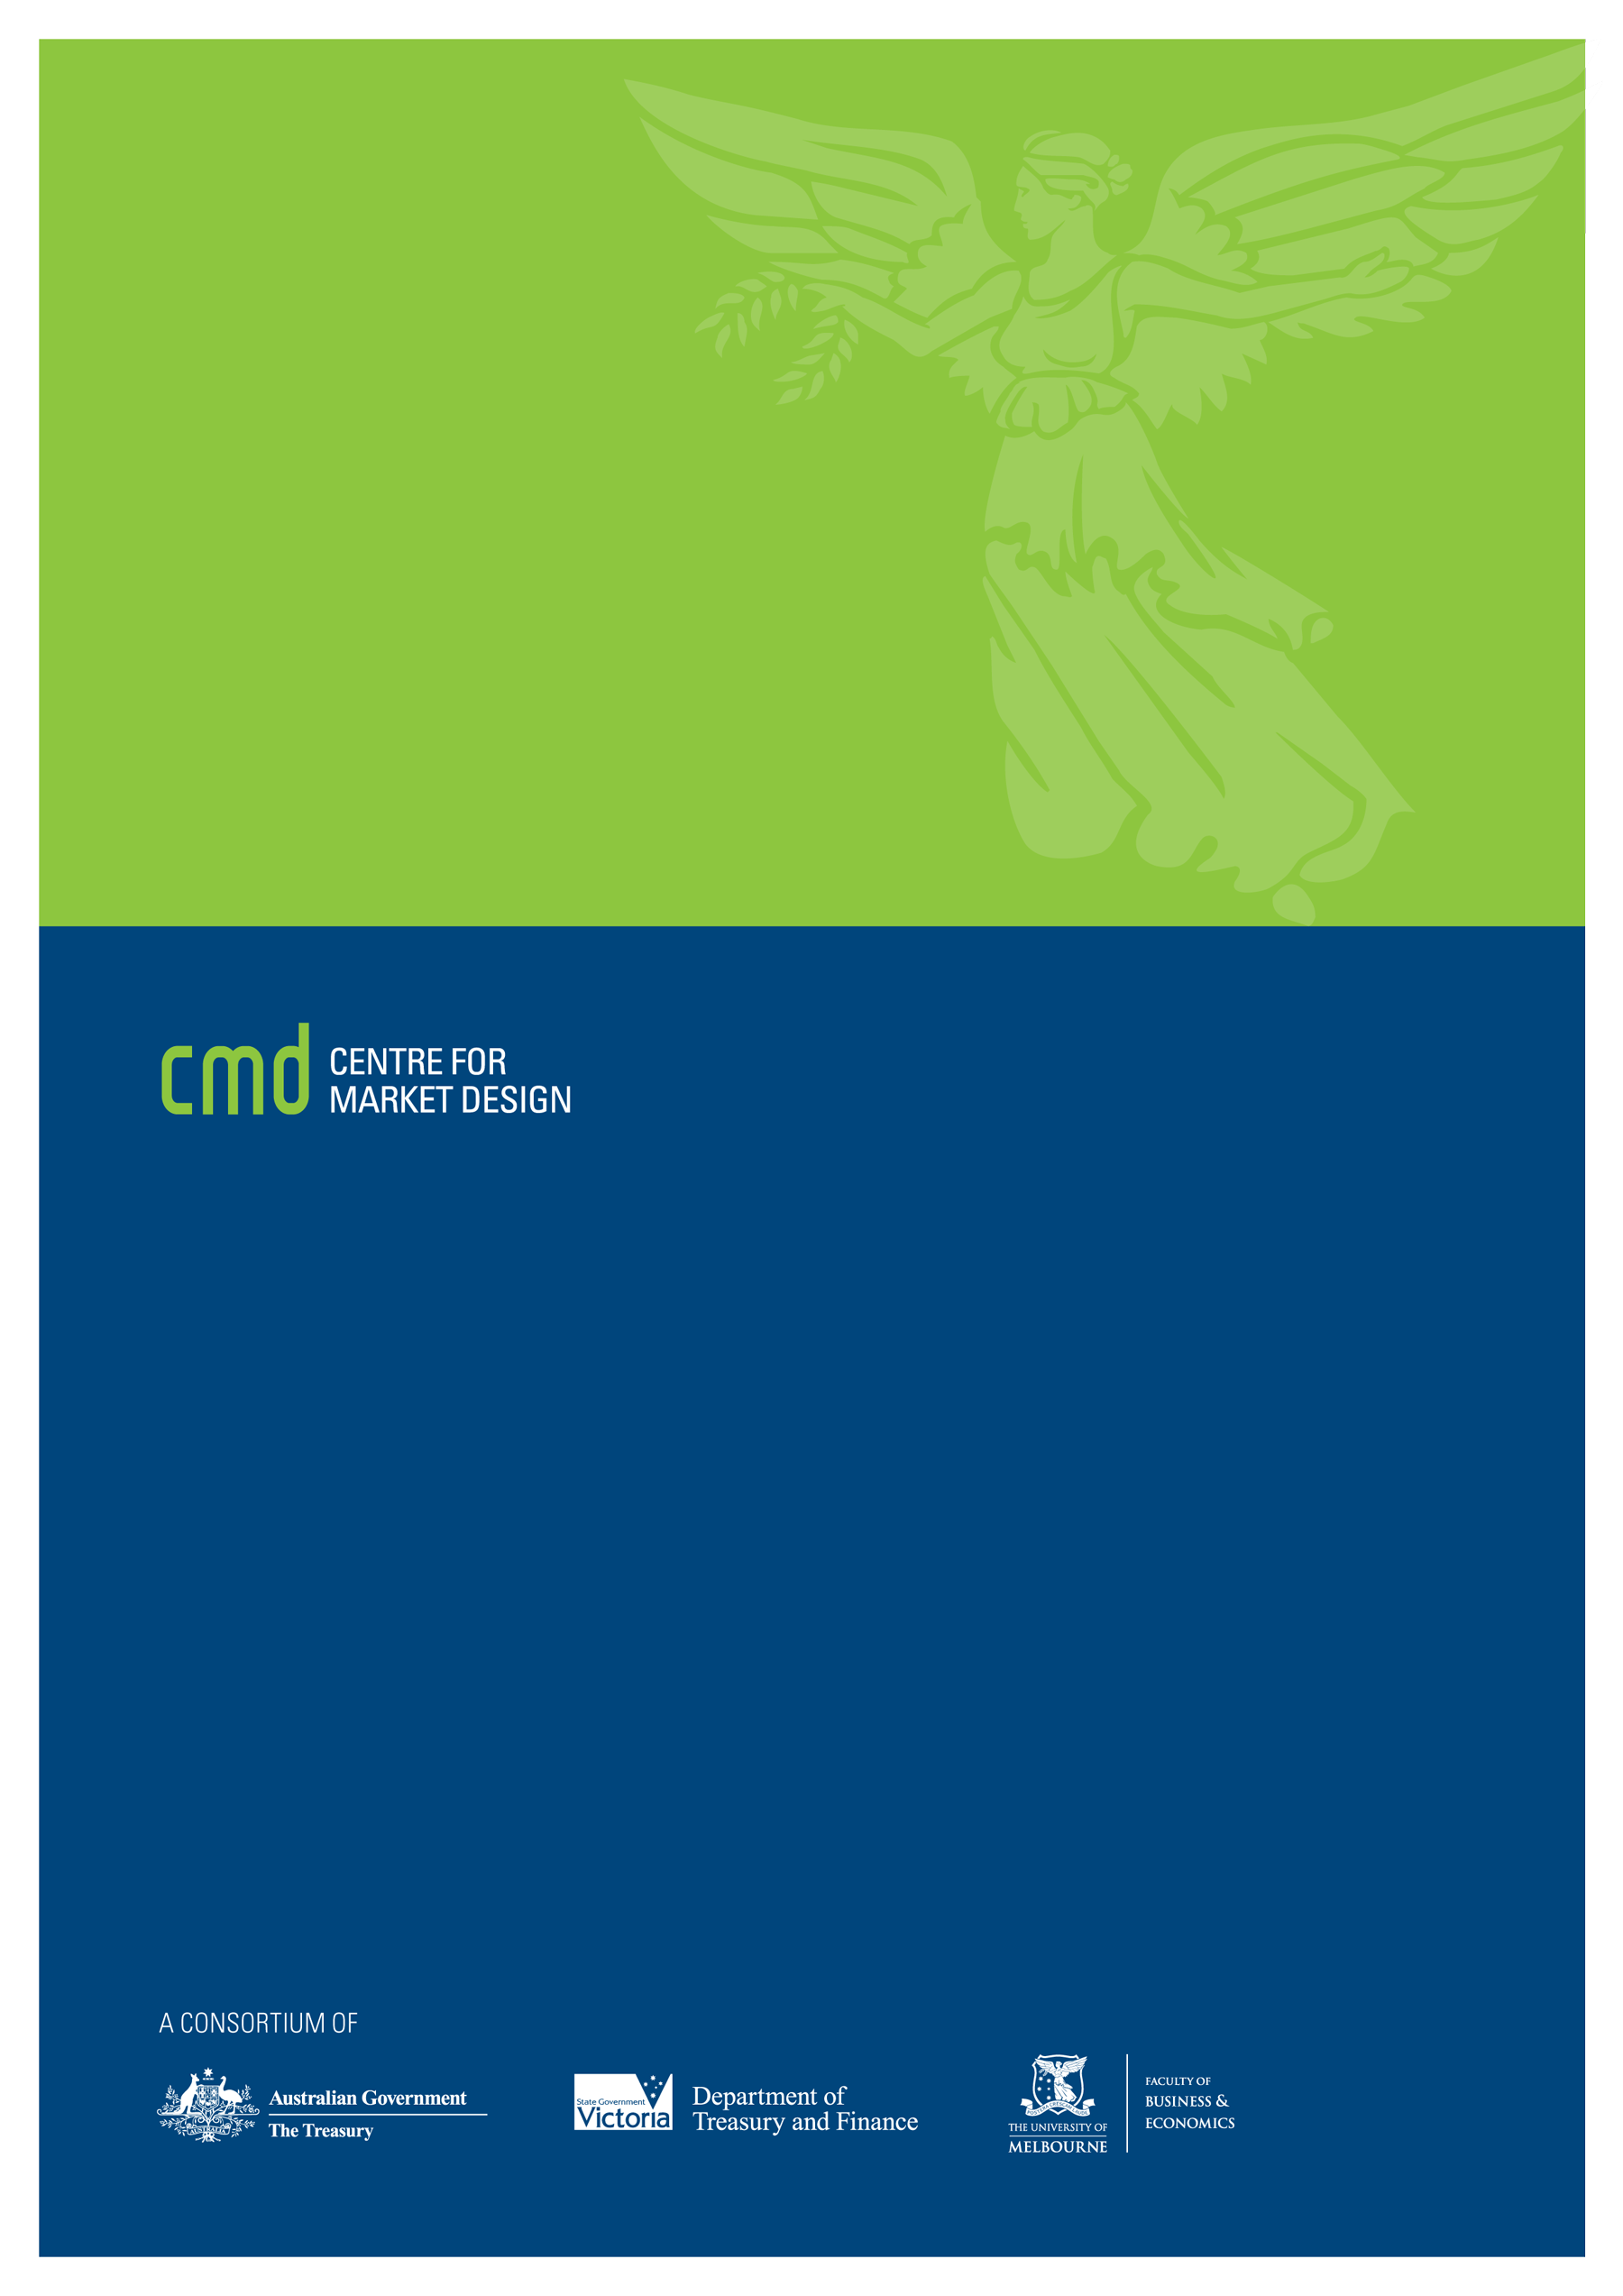 cmd
CENTRE FOR
MARKET DESIGN
A CONSORTIUM OF
AUSTRALIA
Australian Government
The Treasury
State Government
Victoria
Department of
Treasury and Finance
THE UNIVERSITY OF
MELBOURNE
FACULTY OF
BUSINESS &
ECONOMICS